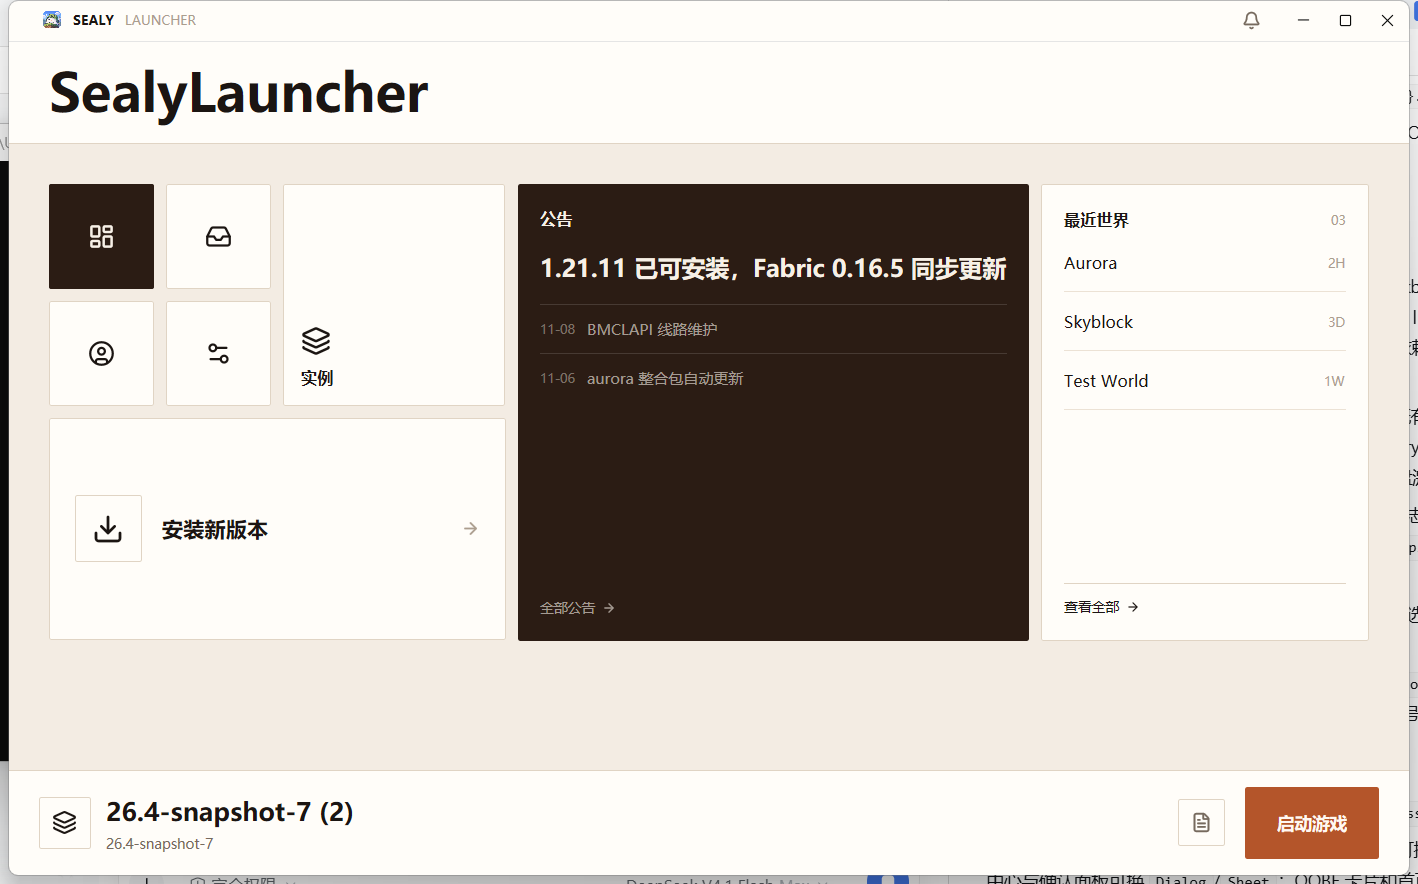 SEALY LAUNCHER
SealyLauncher
实例
安装新版本
公告
1.21.11 已可安装，Fabric 0.16.5 同步更新
11-08 BMCLAPI 线路维护
11-06 aurora 整合包自动更新
全部公告
最近世界 03
Aurora 2H
Skyblock 3D
Test World 1W
查看全部
26.4-snapshot-7 (2)
26.4-snapshot-7
启动游戏